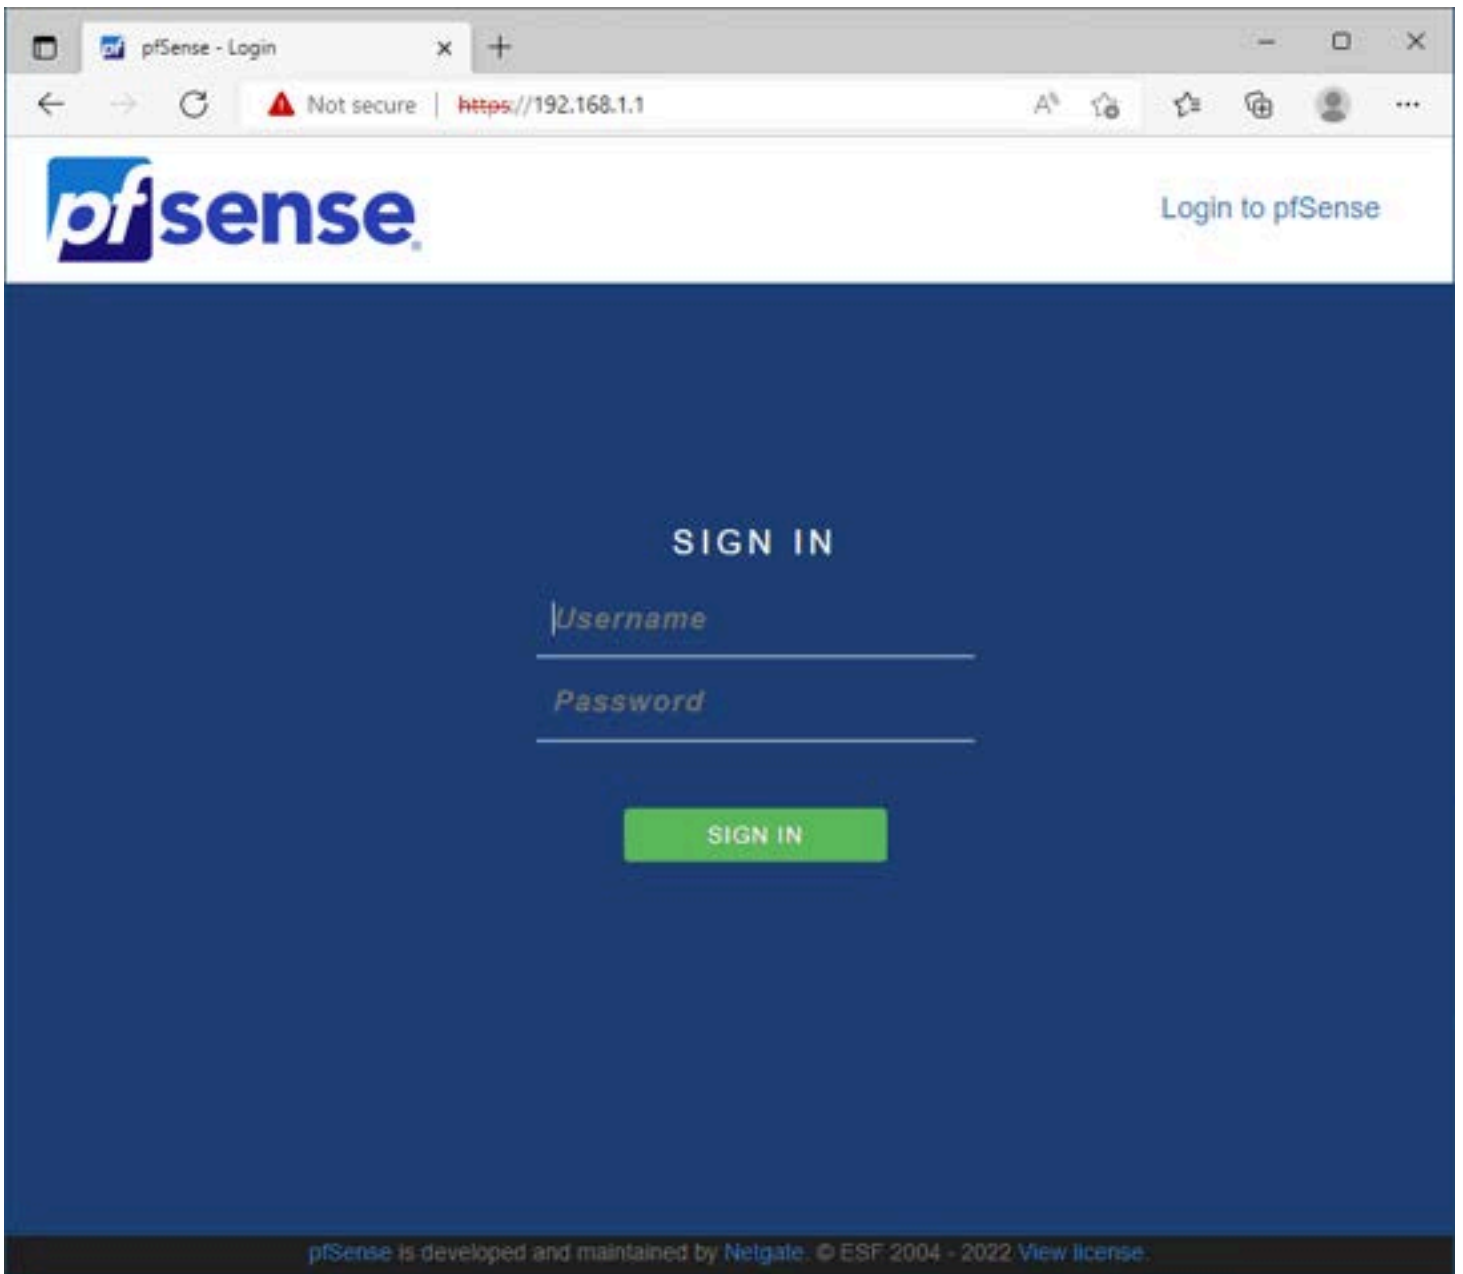 pfSense - Login
Not secure | https://192.168.1.1
pfsense
Login to pfSense
SIGN IN
Username
Password
SIGN IN
pfSense is developed and maintained by Netgate. © ESF 2004 - 2022 View license.